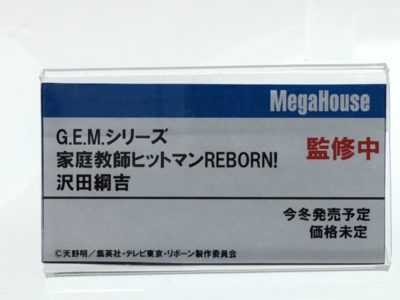 MegaHouse
G.E.M.シリーズ
家庭教師ヒットマンREBORN!
沢田綱吉
監修中
今冬発売予定
価格未定
©天野明/集英社・テレビ東京・リボーン製作委員会